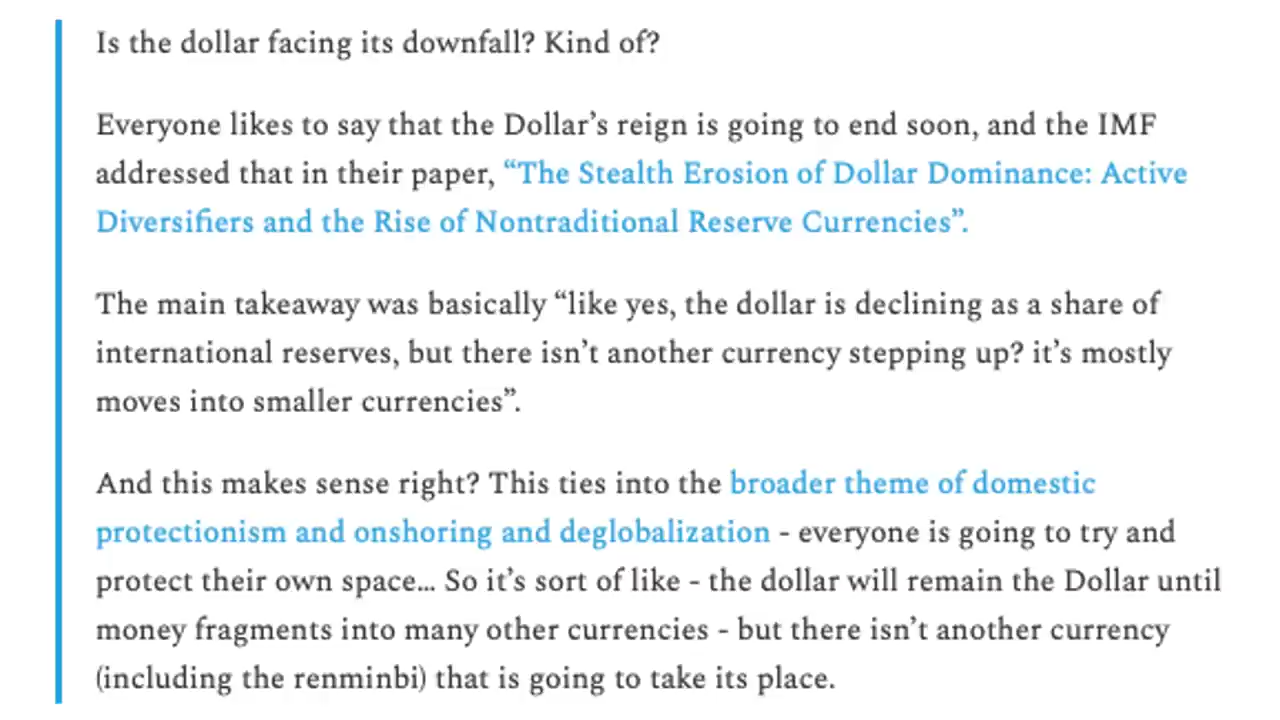 Is the dollar facing its downfall? Kind of?
Everyone likes to say that the Dollar’s reign is going to end soon, and the IMF
addressed that in their paper, “The Stealth Erosion of Dollar Dominance: Active
Diversifiers and the Rise of Nontraditional Reserve Currencies”.
The main takeaway was basically “like yes, the dollar is declining as a share of
international reserves, but there isn’t another currency stepping up? it’s mostly
moves into smaller currencies”.
And this makes sense right? This ties into the broader theme of domestic
protectionism and onshoring and deglobalization - everyone is going to try and
protect their own space... So it’s sort of like - the dollar will remain the Dollar until
money fragments into many other currencies - but there isn’t another currency
(including the renminbi) that is going to take its place.